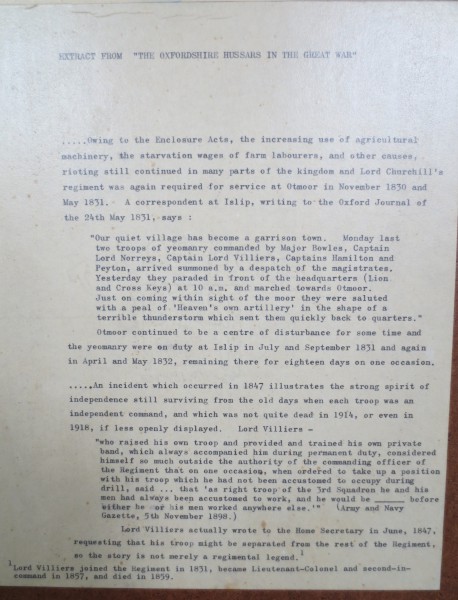 EXTRACT FROM "THE OXFORDSHIRE HUSSARS IN THE GREAT WAR"
.....Owing to the Enclosure Acts, the increasing use of agricultural
machinery, the starvation wages of farm labourers, and other causes,
rioting still continued in many parts of the kingdom and Lord Churchill's
regiment was again required for service at Otmoor in November 1830 and
May 1831. A correspondent at Islip, writing to the Oxford Journal of
the 24th May 1831, says :
"Our quiet village has become a garrison town. Monday last
two troops of yeomanry commanded by Major Bowles, Captain
Lord Norreys, Captain Lord Villiers, Captains Hamilton and
Peyton, arrived summoned by a despatch of the magistrates.
Yesterday they paraded in front of the headquarters (Lion
and Cross Keys) at 10 a.m. and marched towards Otmoor.
Just on coming within sight of the moor they were saluted
with a peal of 'Heaven's own artillery' in the shape of a
terrible thunderstorm which sent them quickly back to quarters."
Otmoor continued to be a centre of disturbance for some time and
the yeomanry were on duty at Islip in July and September 1831 and again
in April and May 1832, remaining there for eighteen days on one occasion.
.....An incident which occurred in 1847 illustrates the strong spirit of
independence still surviving from the old days when each troop was an
independent command, and which was not quite dead in 1914, or even in
1918, if less openly displayed. Lord Villiers -
"who raised his own troop and provided and trained his own private
band, which always accompanied him during permanent duty, considered
himself so much outside the authority of the commanding officer of
the Regiment that on one occasion, when ordered to take up a position
with his troop which he had not been accustomed to occupy during
drill, said ... that 'as right troop of the 3rd Squadron he and his
men had always been accustomed to work, and he would be ______ before
either he or his men worked anywhere else.'" (Army and Navy
Gazette, 5th November 1898.)
Lord Villiers actually wrote to the Home Secretary in June, 1847,
requesting that his troop might be separated from the rest of the Regiment,
so the story is not merely a regimental legend.1
1Lord Villiers joined the Regiment in 1831, became Lieutenant-Colonel and second-in-
command in 1857, and died in 1859.